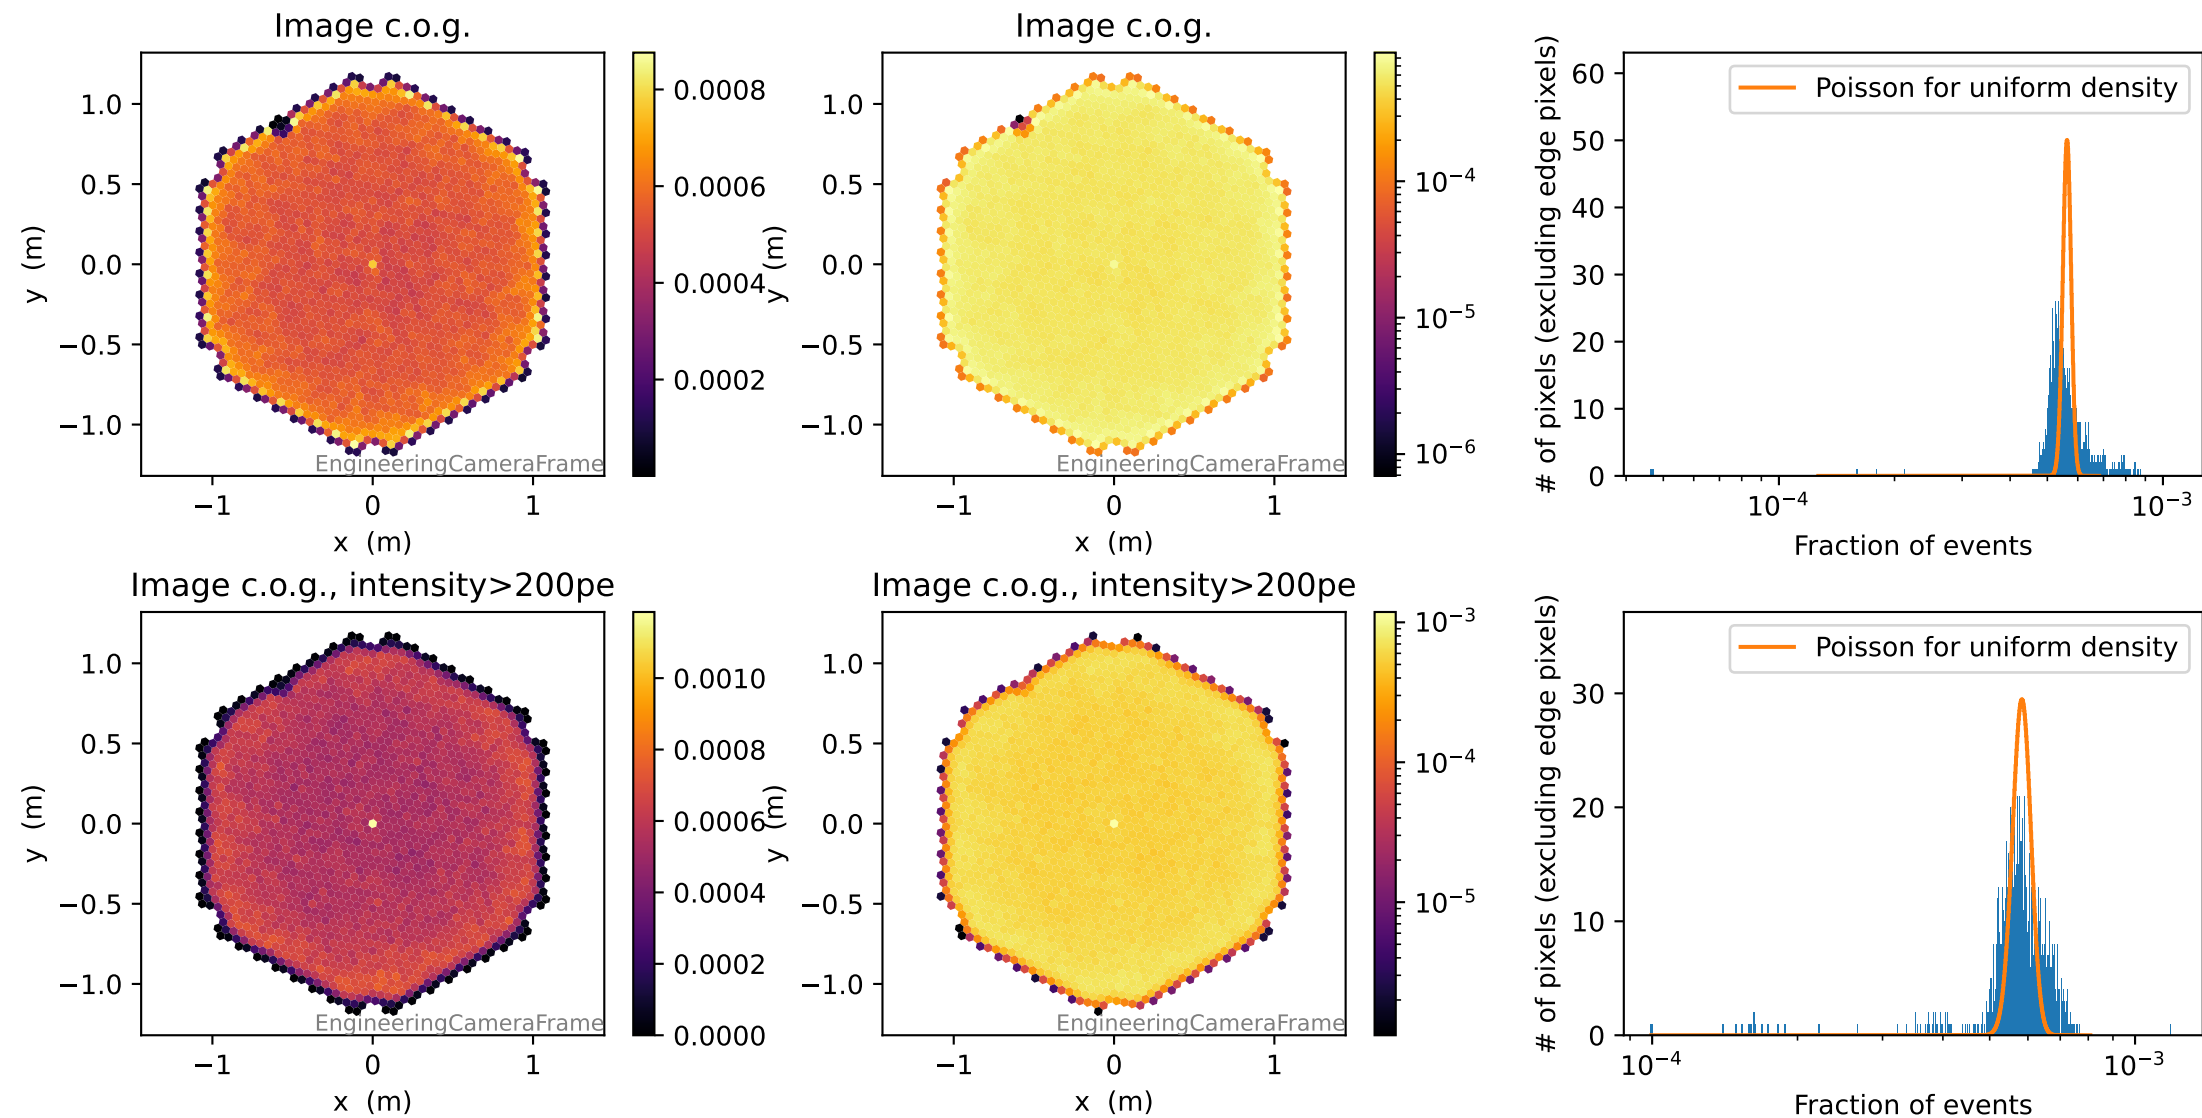 Image c.o.g.
1.0
0.5
0.0
−0.5
−1.0
y (m)
−1
0
1
x (m)
EngineeringCameraFrame
0.0008
0.0006
0.0004
0.0002
Image c.o.g.
1.0
0.5
0.0
−0.5
−1.0
y (m)
−1
0
1
x (m)
EngineeringCameraFrame
10−4
10−5
10−6
# of pixels (excluding edge pixels)
60
50
40
30
20
10
0
Poisson for uniform density
10−4
10−3
Fraction of events
Image c.o.g., intensity>200pe
1.0
0.5
0.0
−0.5
−1.0
y (m)
−1
0
1
x (m)
EngineeringCameraFrame
0.0010
0.0008
0.0006
0.0004
0.0002
0.0000
Image c.o.g., intensity>200pe
1.0
0.5
0.0
−0.5
−1.0
y (m)
−1
0
1
x (m)
EngineeringCameraFrame
10−3
10−4
10−5
# of pixels (excluding edge pixels)
30
20
10
0
Poisson for uniform density
10−4
10−3
Fraction of events